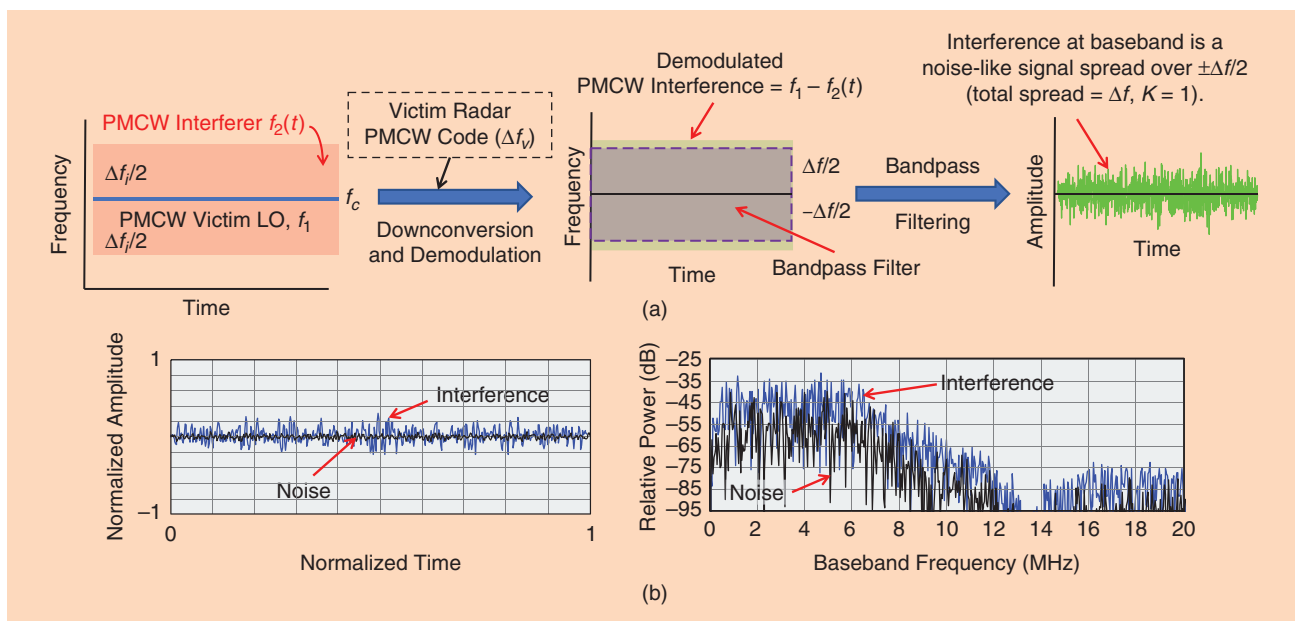 Interference at baseband is a
noise-like signal spread over ±Δf/2
(total spread = Δf, K = 1).
Demodulated
PMCW Interference = f₁ – f₂(t)
Victim Radar
PMCW Code (Δfᵥ)
PMCW Interferer f₂(t)
Frequency
Δfᵢ/2
fc
PMCW Victim LO, f₁
Δfᵢ/2
Time
Downconversion
and Demodulation
Frequency
Δf/2
–Δf/2
Time
Bandpass Filter
Bandpass
Filtering
Amplitude
Time
(a)
Normalized Amplitude
1
–1
Interference
Noise
0
1
Normalized Time
Relative Power (dB)
–25
–35
–45
–55
–65
–75
–85
–95
Interference
Noise
0 2 4 6 8 10 12 14 16 18 20
Baseband Frequency (MHz)
(b)